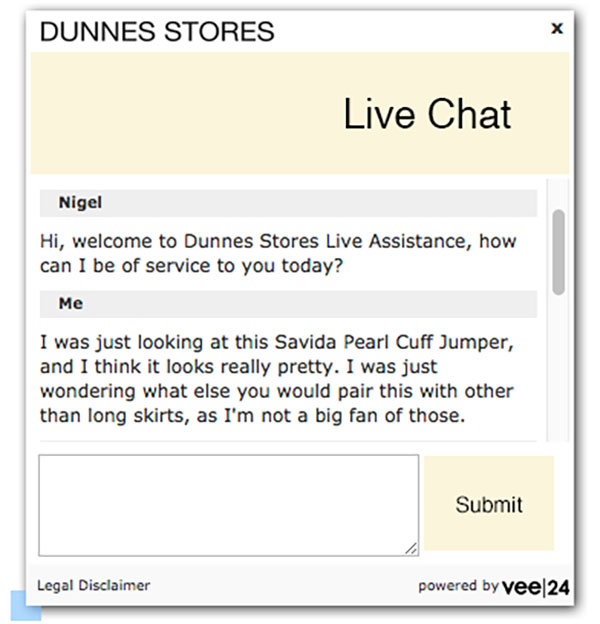 DUNNES STORES
x
Live Chat
Nigel
Hi, welcome to Dunnes Stores Live Assistance, how
can I be of service to you today?
Me
I was just looking at this Savida Pearl Cuff Jumper,
and I think it looks really pretty. I was just
wondering what else you would pair this with other
than long skirts, as I'm not a big fan of those.
Submit
Legal Disclaimer
powered by vee|24